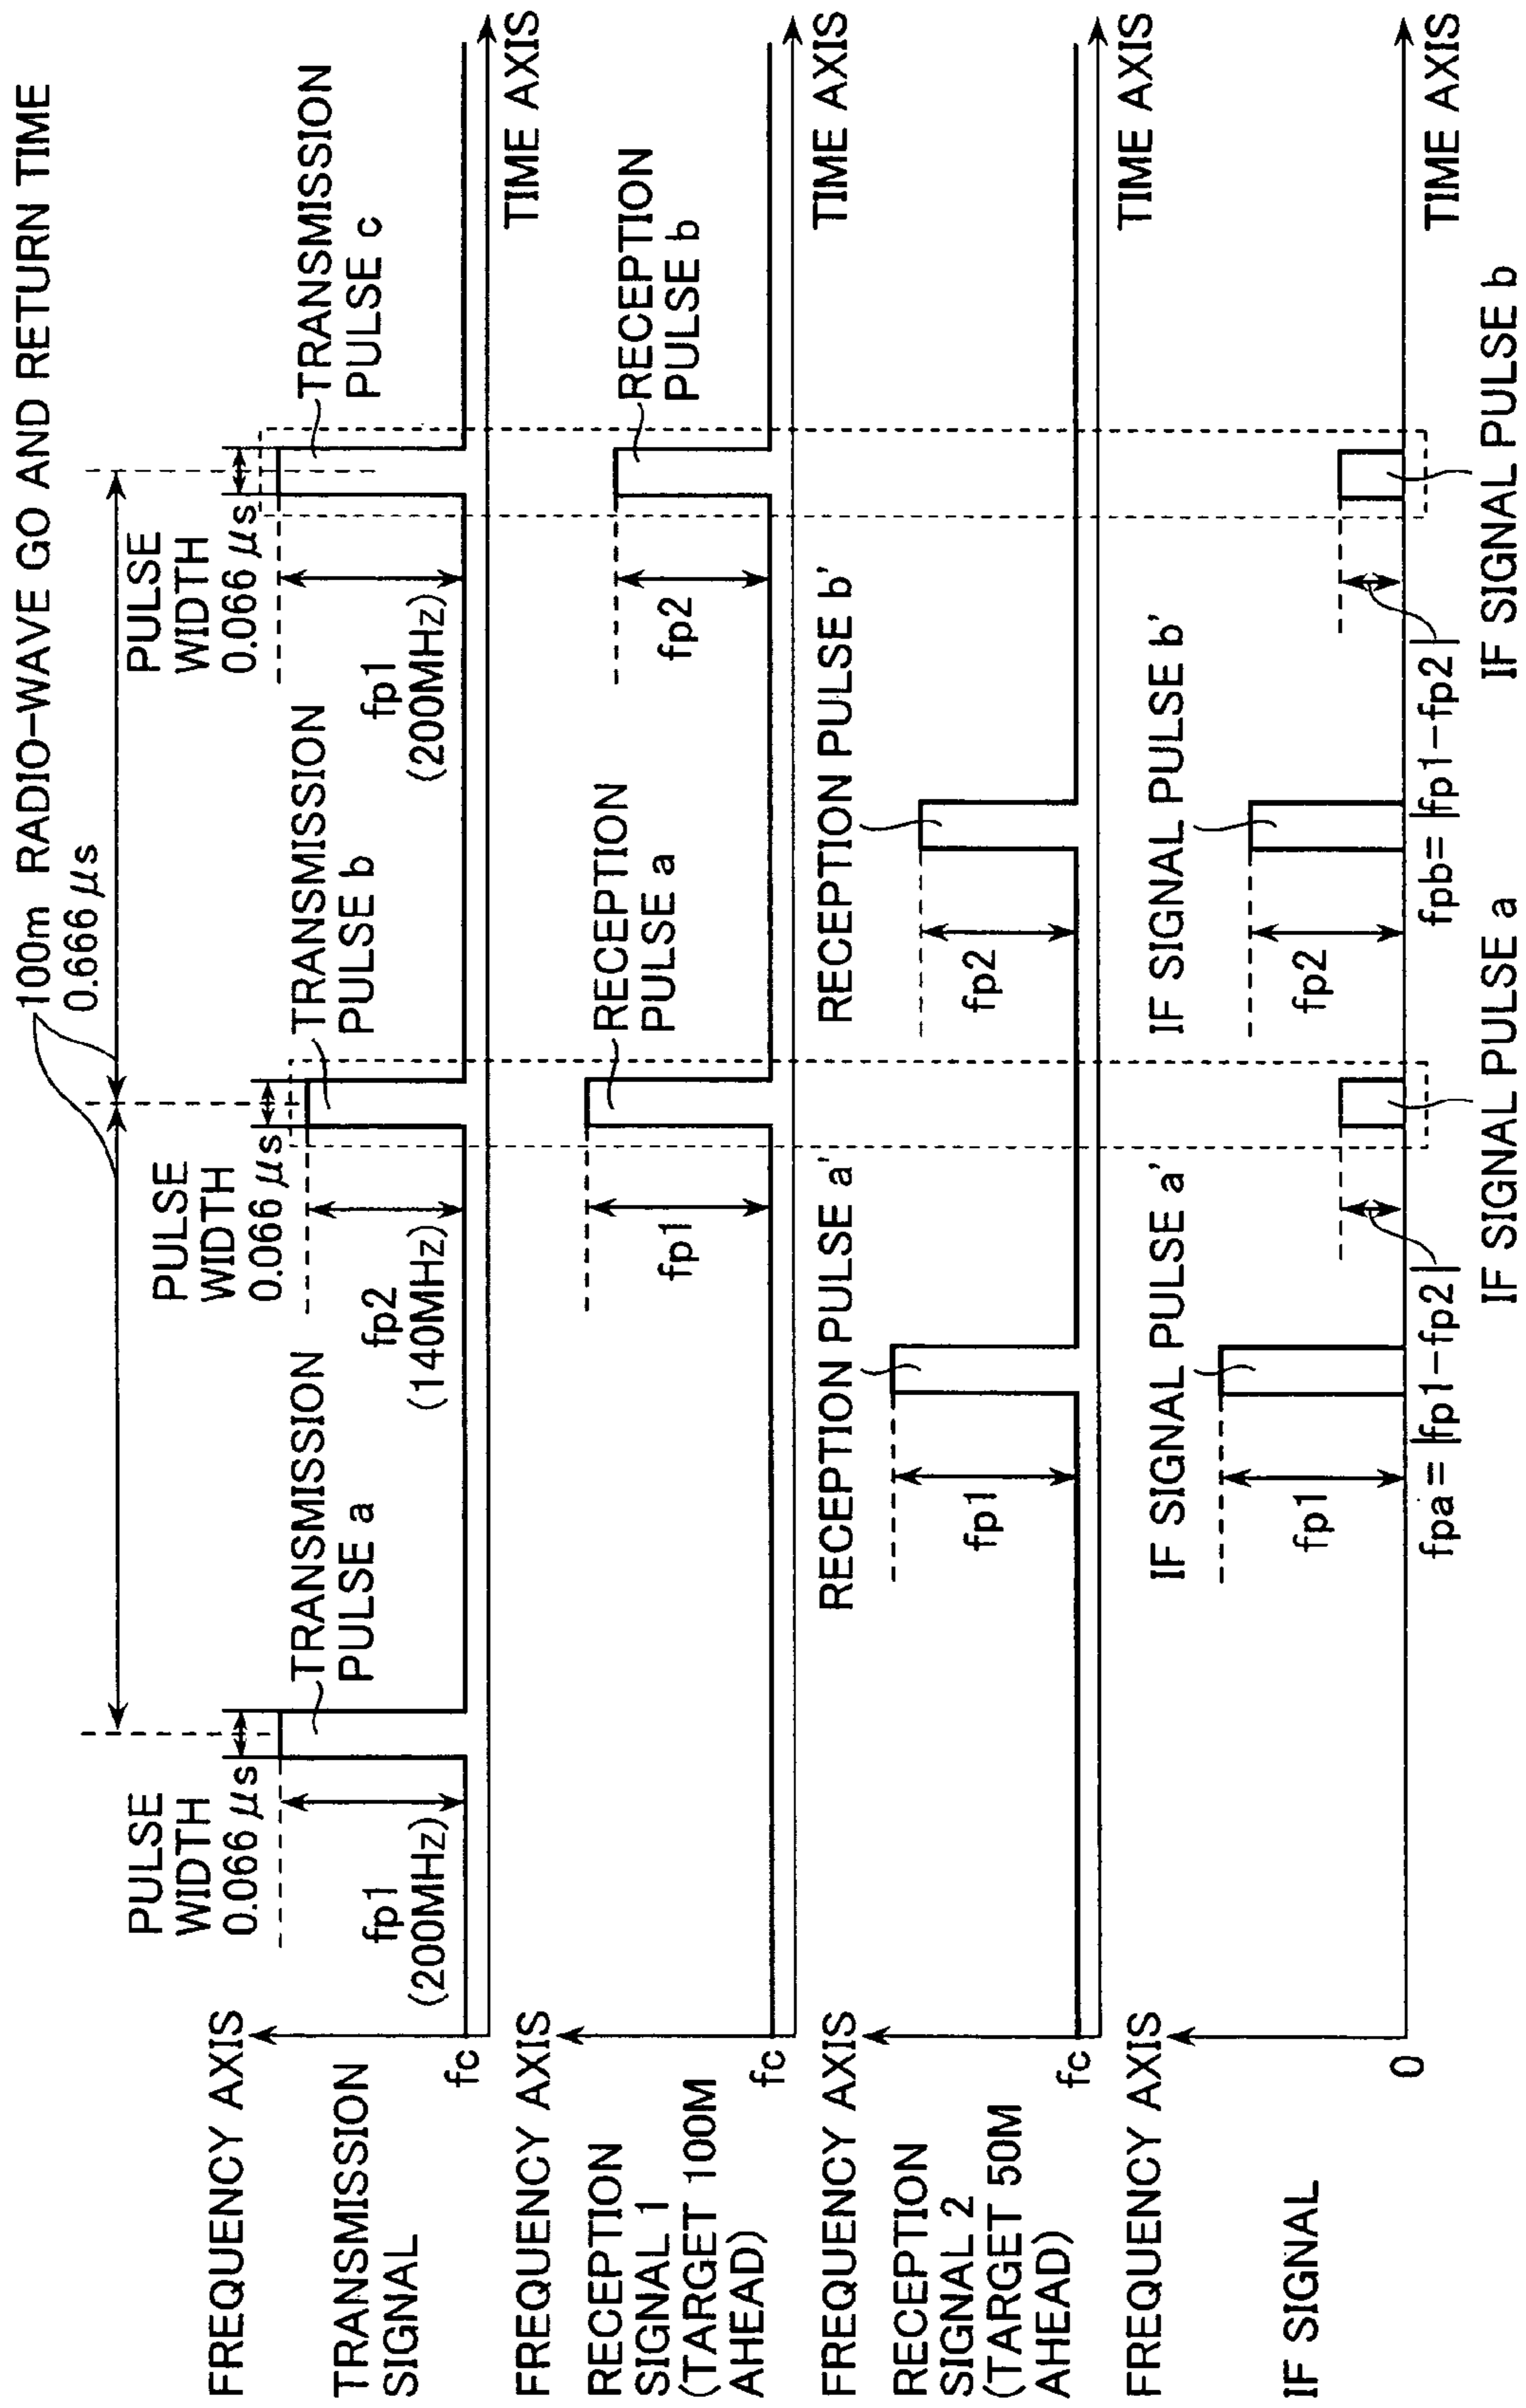 100m RADIO-WAVE GO AND RETURN TIME
0.666 μs
PULSE
WIDTH
0.066 μs
PULSE
WIDTH
0.066 μs
PULSE
WIDTH
0.066 μs
FREQUENCY AXIS
TRANSMISSION
SIGNAL
fc
fp1
(200MHz)
TRANSMISSION
PULSE a
fp2
(140MHz)
TRANSMISSION
PULSE b
fp1
(200MHz)
TRANSMISSION
PULSE c
TIME AXIS
FREQUENCY AXIS
RECEPTION
SIGNAL 1
(TARGET 100M
AHEAD)
fc
fp1
RECEPTION
PULSE a
fp2
RECEPTION
PULSE b
TIME AXIS
FREQUENCY AXIS
RECEPTION
SIGNAL 2
(TARGET 50M
AHEAD)
fc
RECEPTION PULSE a'
fp1
RECEPTION PULSE b'
fp2
TIME AXIS
FREQUENCY AXIS
IF SIGNAL
0
IF SIGNAL PULSE a'
fp1
IF SIGNAL PULSE b'
fp2
TIME AXIS
fpa= |fp1-fp2|
fpb= |fp1-fp2|
IF SIGNAL PULSE a
IF SIGNAL PULSE b